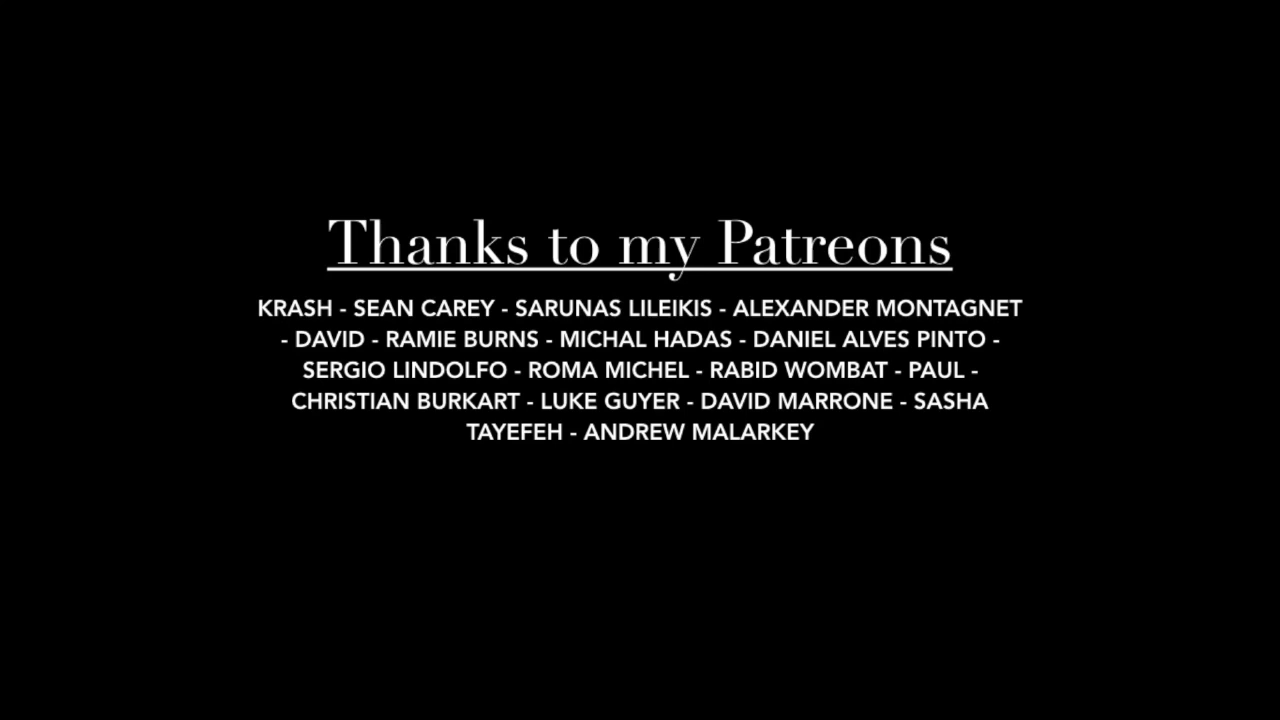 Thanks to my Patreons
KRASH - SEAN CAREY - SARUNAS LILEIKIS - ALEXANDER MONTAGNET
- DAVID - RAMIE BURNS - MICHAL HADAS - DANIEL ALVES PINTO -
SERGIO LINDOLFO - ROMA MICHEL - RABID WOMBAT - PAUL -
CHRISTIAN BURKART - LUKE GUYER - DAVID MARRONE - SASHA
TAYEFEH - ANDREW MALARKEY